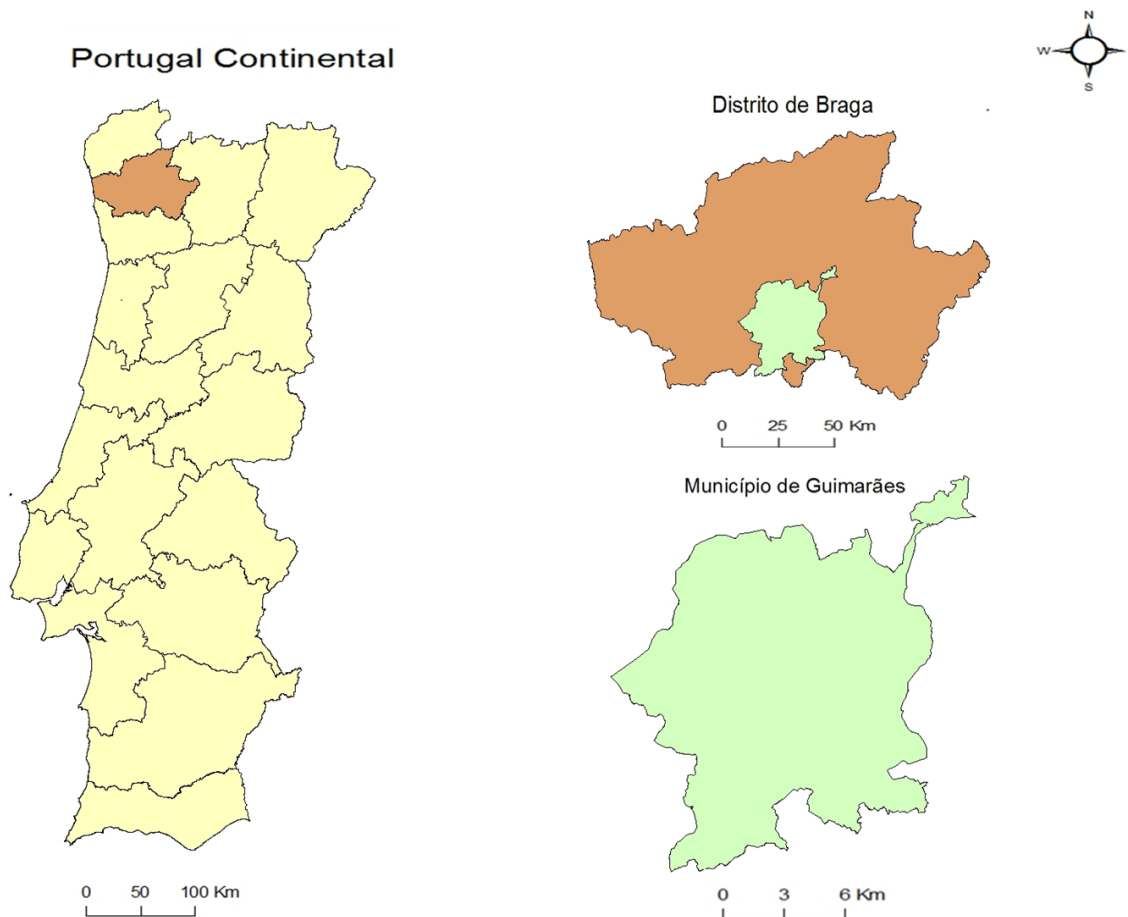 Portugal Continental
N
W
S
Distrito de Braga
0 25 50 Km
Município de Guimarães
0 50 100 Km
0 3 6 Km